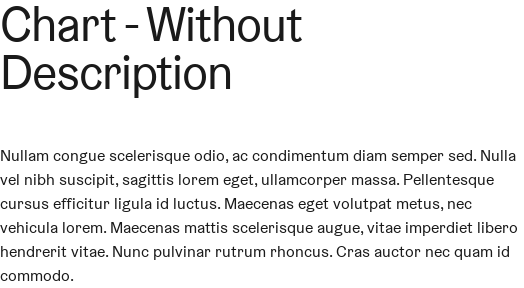 Chart - Without
Description
Nullam congue scelerisque odio, ac condimentum diam semper sed. Nulla
vel nibh suscipit, sagittis lorem eget, ullamcorper massa. Pellentesque
cursus efficitur ligula id luctus. Maecenas eget volutpat metus, nec
vehicula lorem. Maecenas mattis scelerisque augue, vitae imperdiet libero
hendrerit vitae. Nunc pulvinar rutrum rhoncus. Cras auctor nec quam id
commodo.